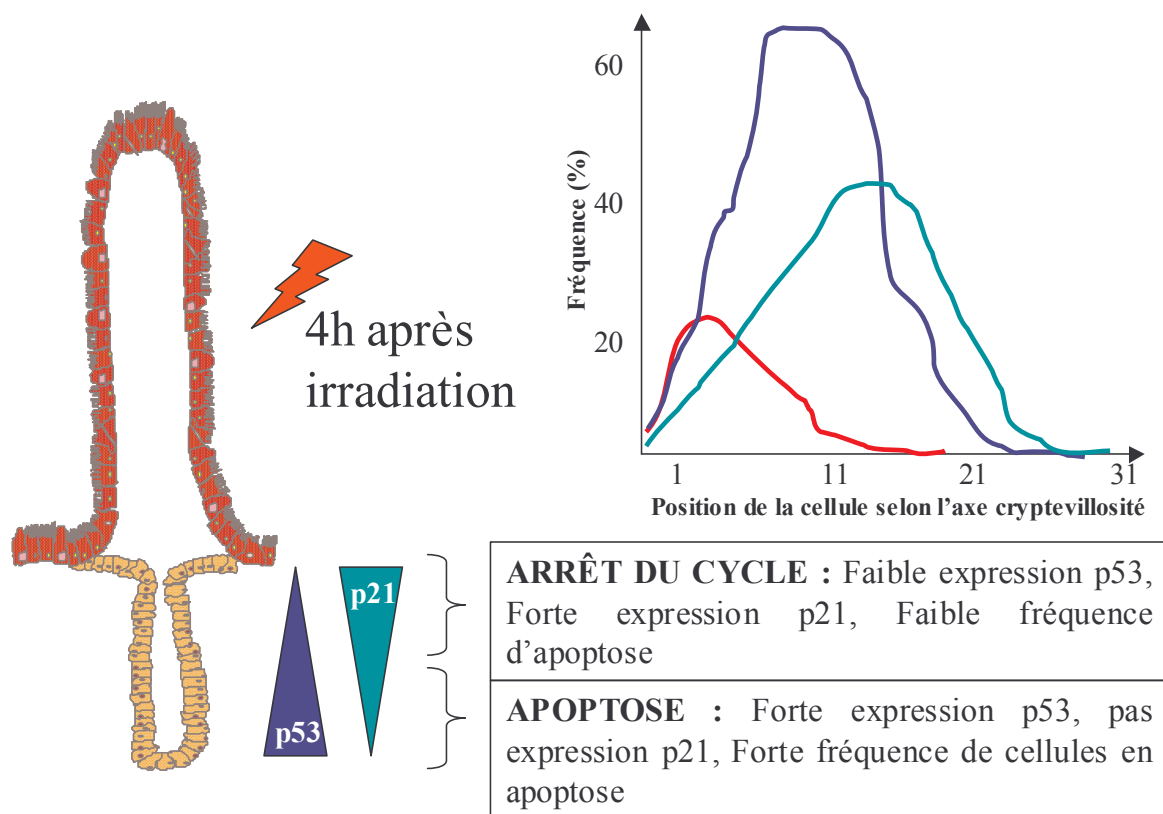 60
40
20
Fréquence (%)
1 11 21 31
Position de la cellule selon l’axe cryptevillosité
4h après
irradiation
p21
p53
ARRÊT DU CYCLE : Faible expression p53,
Forte expression p21, Faible fréquence
d’apoptose
APOPTOSE : Forte expression p53, pas
expression p21, Forte fréquence de cellules en
apoptose